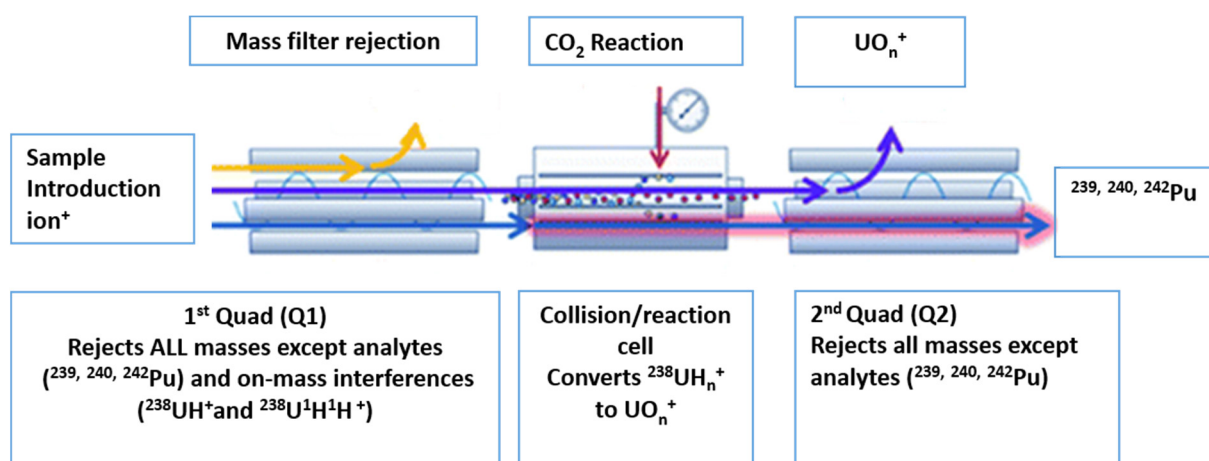 Mass filter rejection
CO₂ Reaction
UOₙ⁺
Sample
Introduction
ion⁺
²³⁹, ²⁴⁰, ²⁴²Pu
1ˢᵗ Quad (Q1)
Rejects ALL masses except analytes
(²³⁹, ²⁴⁰, ²⁴²Pu) and on-mass interferences
(²³⁸UH⁺and ²³⁸U¹H¹H⁺)
Collision/reaction
cell
Converts ²³⁸UHₙ⁺
to UOₙ⁺
2ⁿᵈ Quad (Q2)
Rejects all masses except
analytes (²³⁹, ²⁴⁰, ²⁴²Pu)